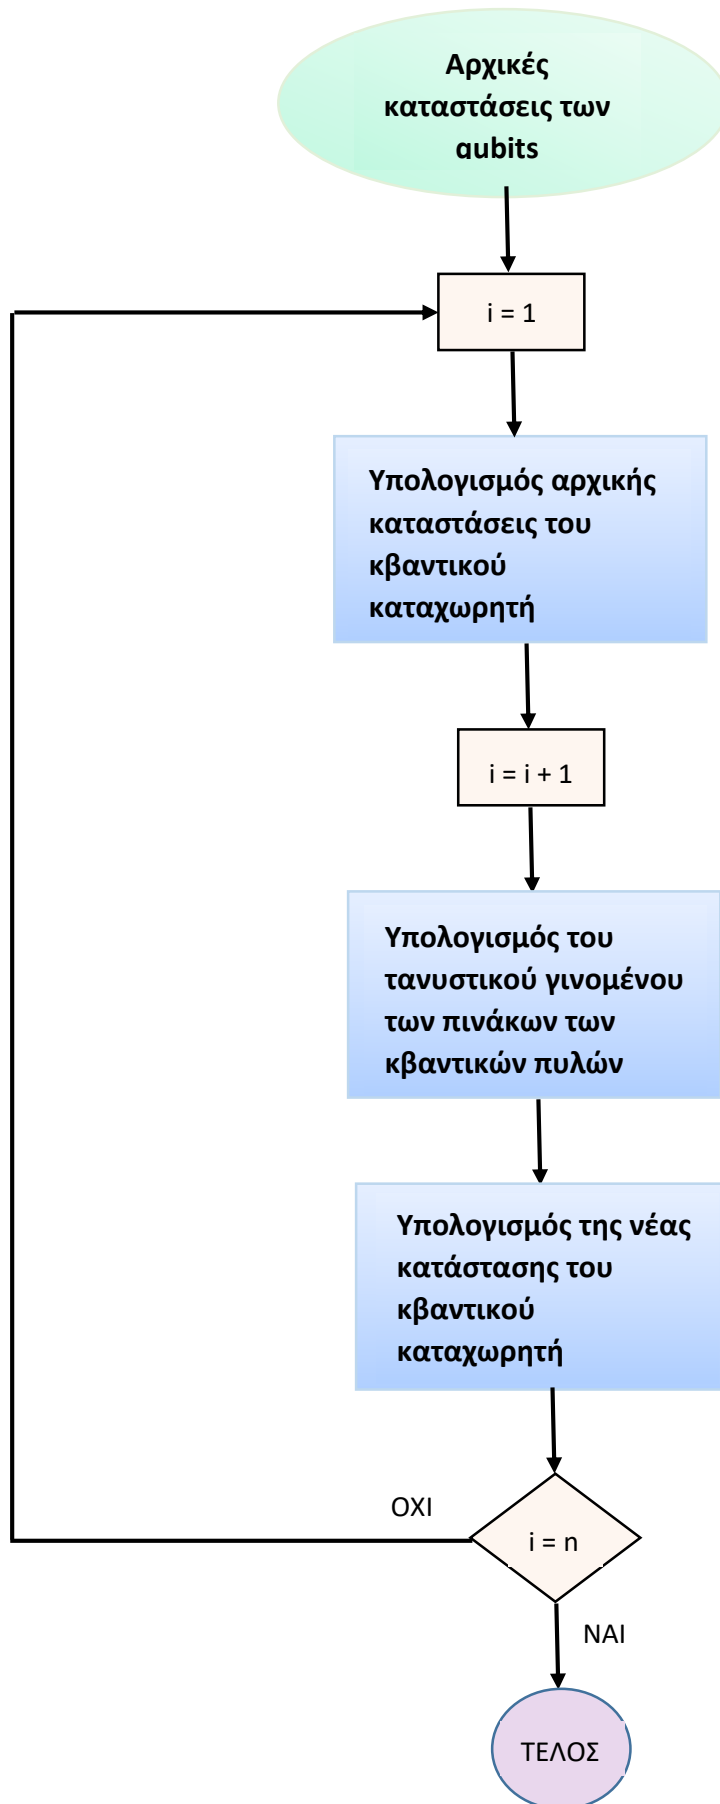 Αρχικές
καταστάσεις των
qubits
i = 1
Υπολογισμός αρχικής
καταστάσεις του
κβαντικού
καταχωρητή
i = i + 1
Υπολογισμός του
τανυστικού γινομένου
των πινάκων των
κβαντικών πυλών
Υπολογισμός της νέας
κατάστασης του
κβαντικού
καταχωρητή
ΟΧΙ
i = n
ΝΑΙ
ΤΕΛΟΣ